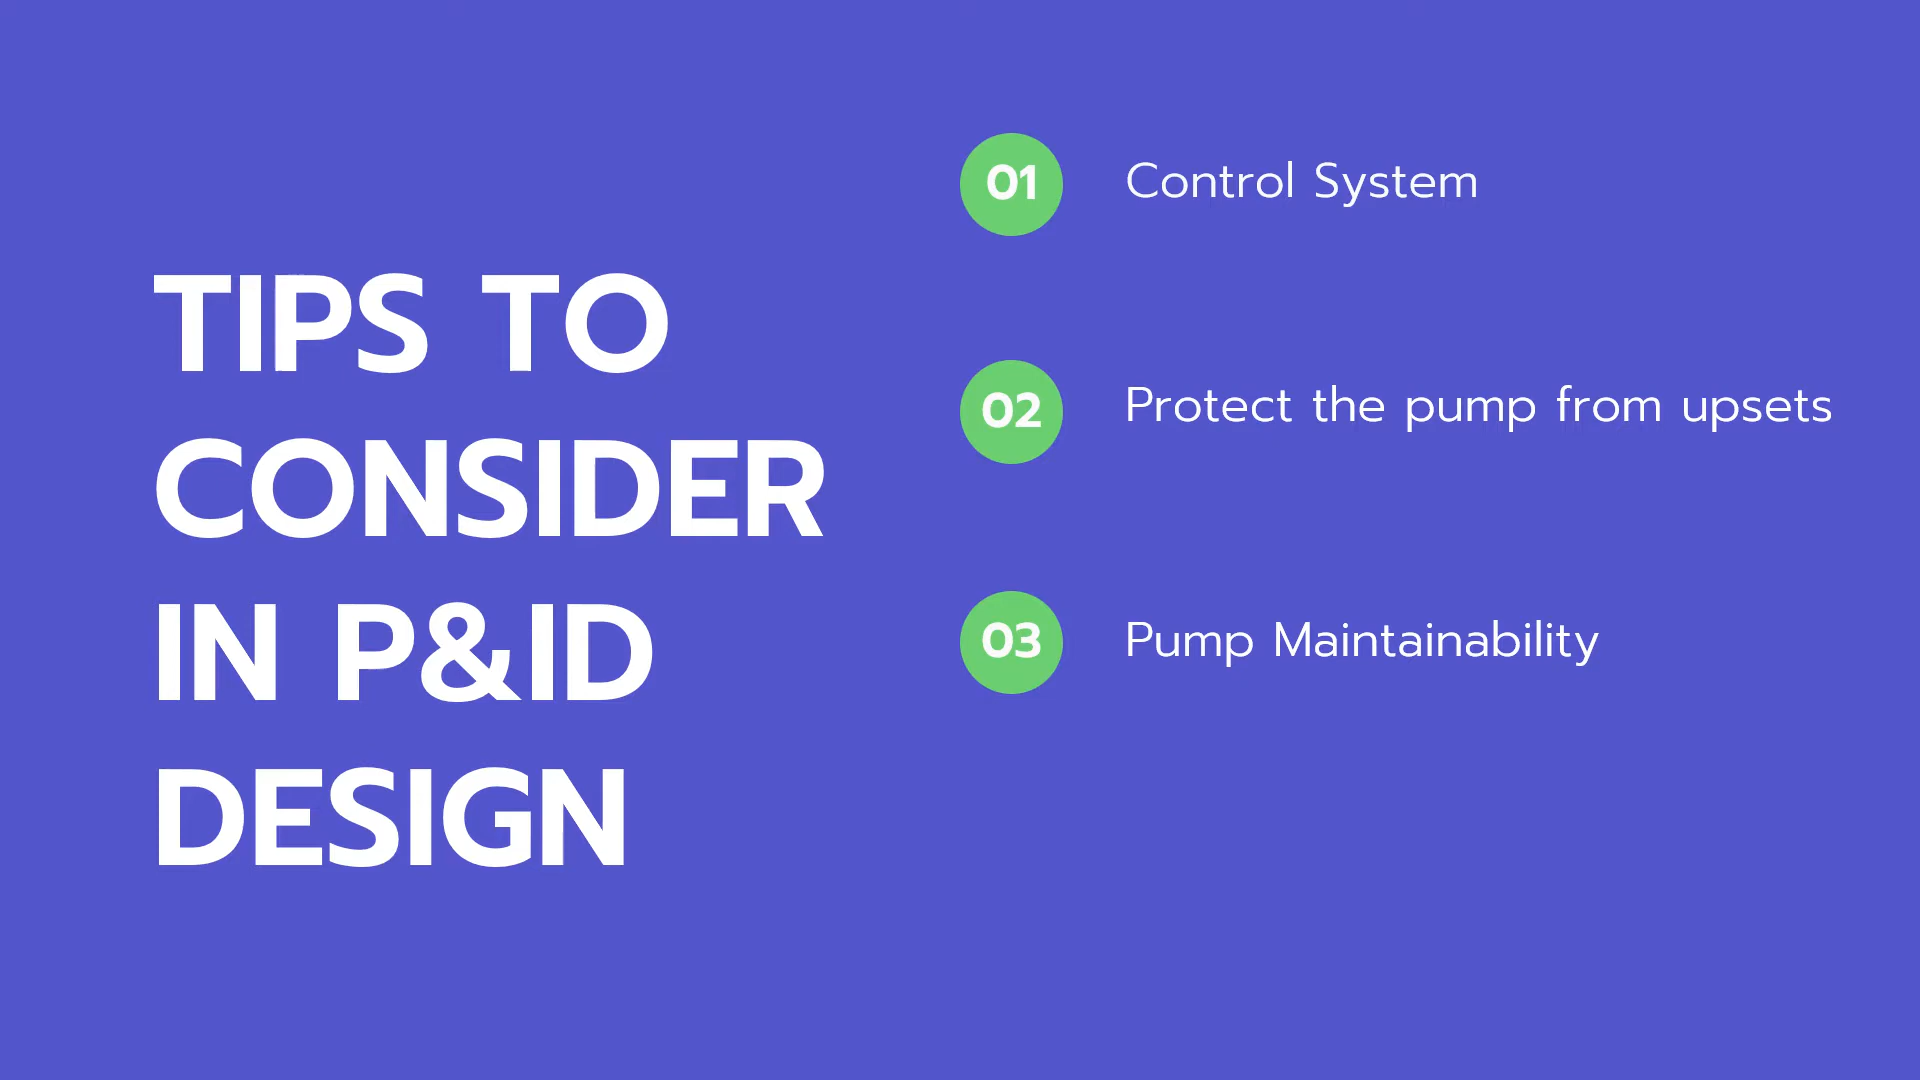 TIPS TO
CONSIDER
IN P&ID
DESIGN
01 Control System
02 Protect the pump from upsets
03 Pump Maintainability